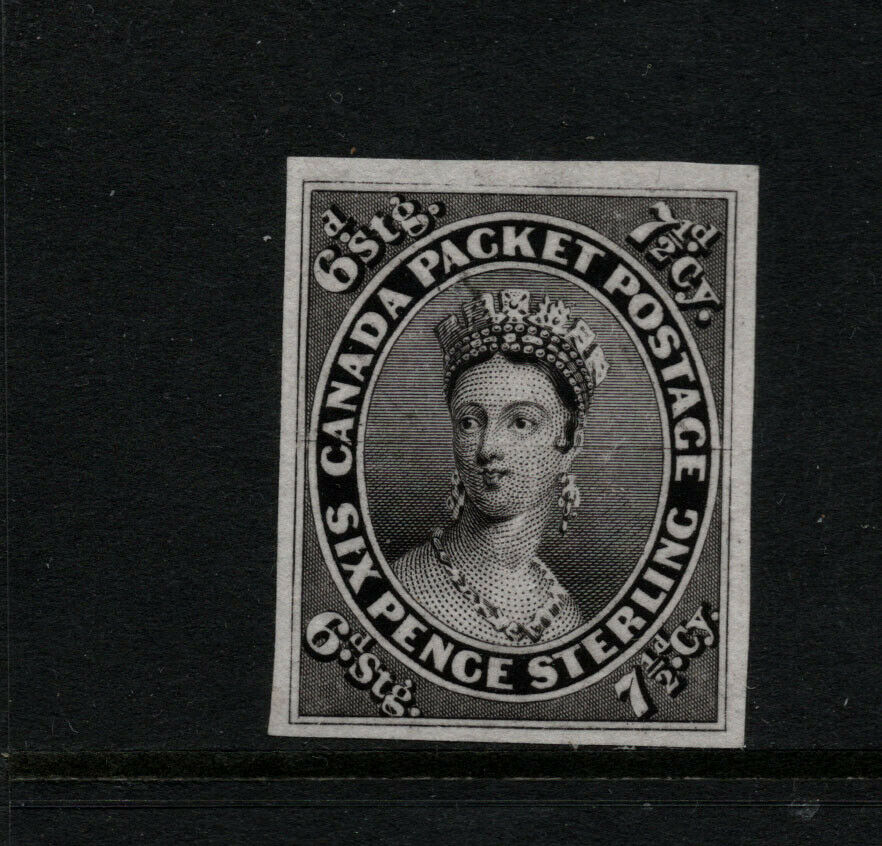 6d. Stg.
7½d. Cy.
CANADA PACKET POSTAGE
SIX PENCE STERLING
6d. Stg.
7½d. Cy.